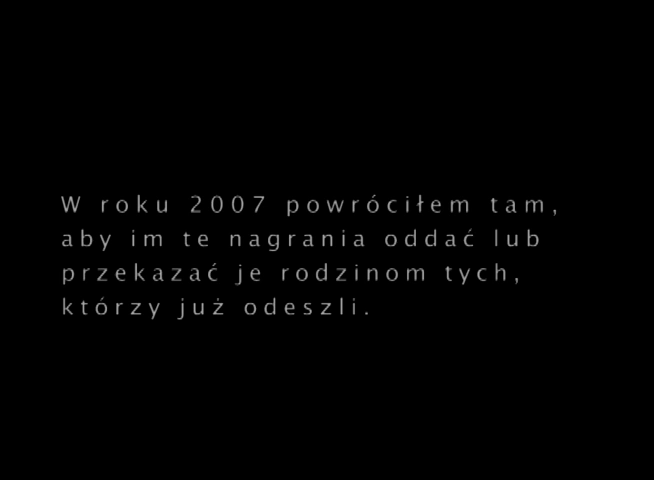 W roku 2007 powróciłem tam,
aby im te nagrania oddać lub
przekazać je rodzinom tych,
którzy już odeszli.